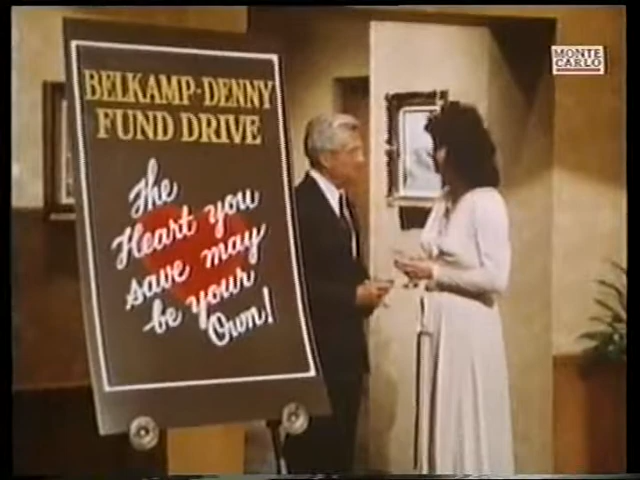 MONTE
CARLO
BELKAMP-DENNY
FUND DRIVE
The
Heart you
Save may
be your
Own!